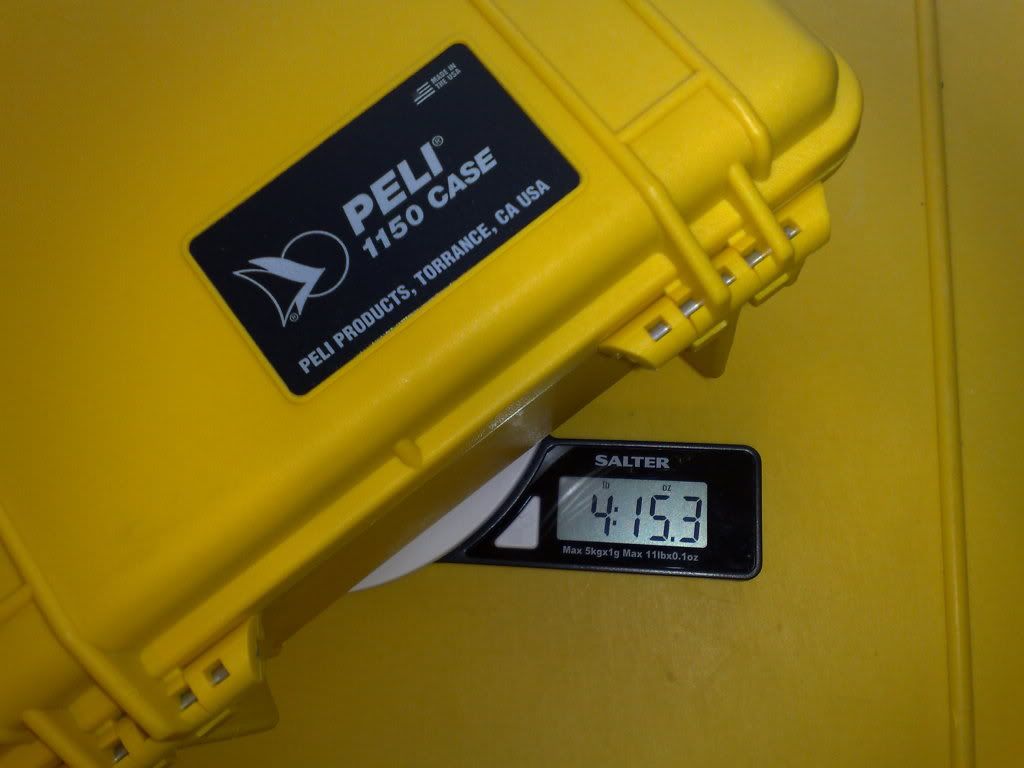 MADE IN
THE USA
PELI®
1150 CASE
®
PELI PRODUCTS, TORRANCE, CA USA
SALTER
lb oz
4:15.3
Max 5kgx1g Max 11lbx0.1oz